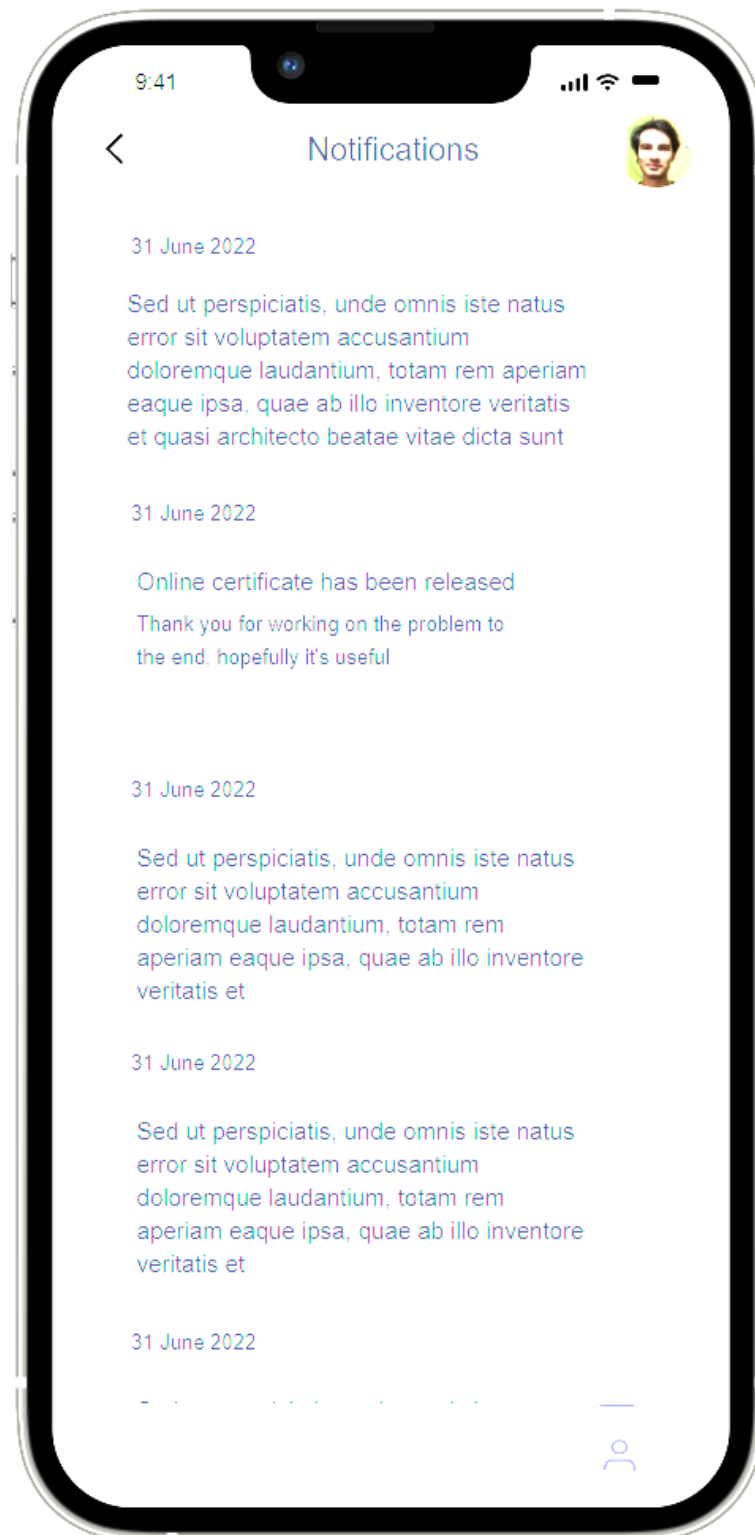 9:41
Notifications
31 June 2022
Sed ut perspiciatis, unde omnis iste natus
error sit voluptatem accusantium
doloremque laudantium, totam rem aperiam
eaque ipsa, quae ab illo inventore veritatis
et quasi architecto beatae vitae dicta sunt
31 June 2022
Online certificate has been released
Thank you for working on the problem to
the end. hopefully it's useful
31 June 2022
Sed ut perspiciatis, unde omnis iste natus
error sit voluptatem accusantium
doloremque laudantium, totam rem
aperiam eaque ipsa, quae ab illo inventore
veritatis et
31 June 2022
Sed ut perspiciatis, unde omnis iste natus
error sit voluptatem accusantium
doloremque laudantium, totam rem
aperiam eaque ipsa, quae ab illo inventore
veritatis et
31 June 2022